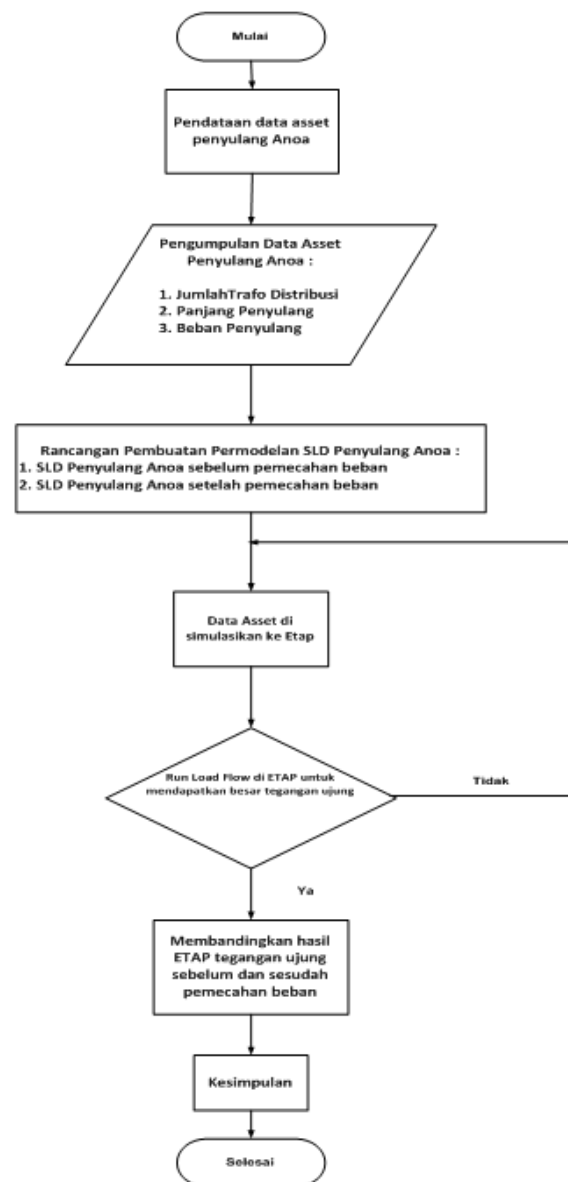 Mulai
Pendataan data asset
penyulang Anoa
Pengumpulan Data Asset
Penyulang Anoa :
1. JumlahTrafo Distribusi
2. Panjang Penyulang
3. Beban Penyulang
Rancangan Pembuatan Permodelan SLD Penyulang Anoa :
1. SLD Penyulang Anoa sebelum pemecahan beban
2. SLD Penyulang Anoa setelah pemecahan beban
Data Asset di
simulasikan ke Etap
Run Load Flow di ETAP untuk
mendapatkan besar tegangan ujung
Tidak
Ya
Membandingkan hasil
ETAP tegangan ujung
sebelum dan sesudah
pemecahan beban
Kesimpulan
Selesai